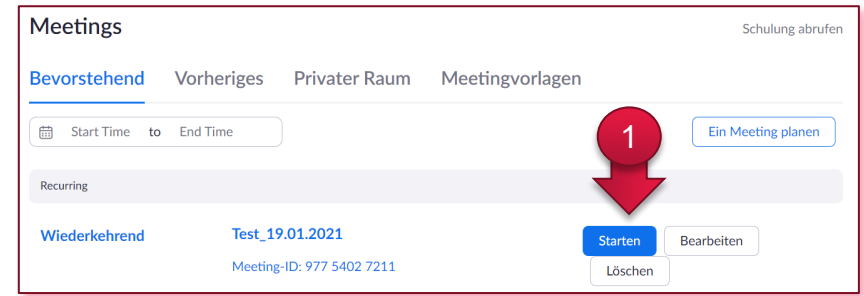 Meetings
Schulung abrufen
Bevorstehend Vorheriges Privater Raum Meetingvorlagen
Start Time to End Time
1
Ein Meeting planen
Recurring
Wiederkehrend Test_19.01.2021 Starten Bearbeiten
Meeting-ID: 977 5402 7211 Löschen